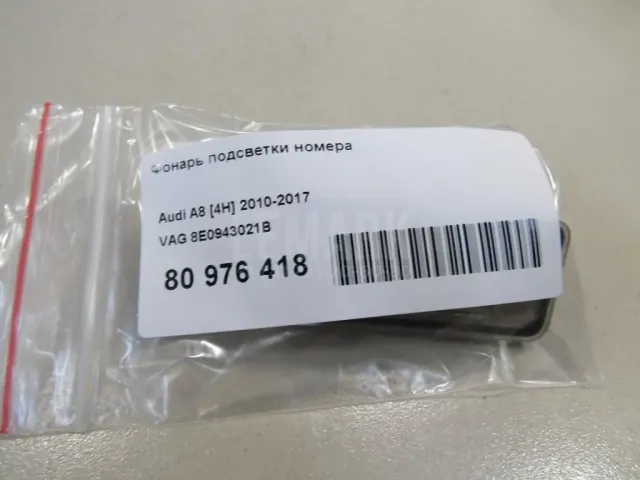 Фонарь подсветки номера
Audi A8 [4H] 2010-2017
VAG 8E0943021B
80 976 418